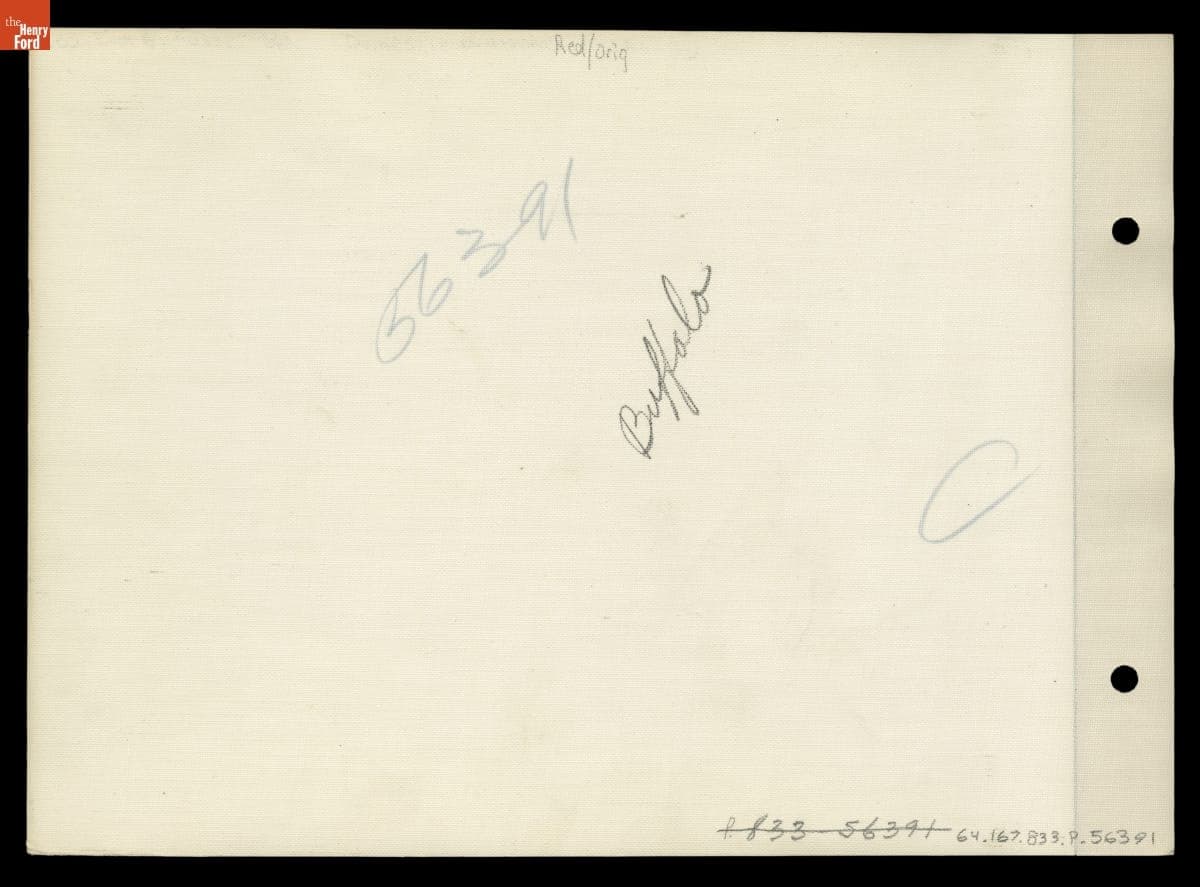 the
Henry
Ford
Red/orig
56391
Buffalo
C
P. 833-56391 64.167.833.P.56391